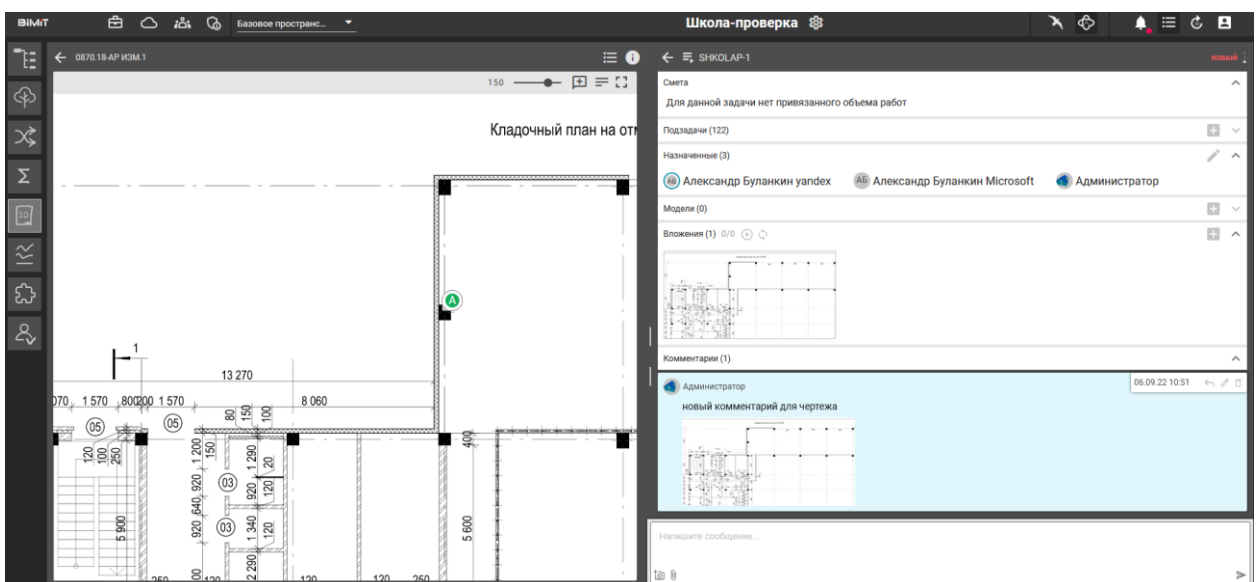 BIMiT
Базовое пространс...
Школа-проверка
0870.18-АР ИЗМ.1
150
Кладочный план на отм
A
1
13 270
070
1 570
800
200
1 570
8 060
05
05
80
150
100
120
100
250
1 200
150
1 290
20
400
03
920
920
120
640
03
920
1 340
120
5 900
5 600
2 290
250
120
120
120
250
SHKOLAP-1
новый
Смета
Для данной задачи нет привязанного объема работ
Подзадачи (122)
Назначенные (3)
АБ Александр Буланкин yandex
АБ Александр Буланкин Microsoft
Администратор
Модели (0)
Вложения (1) 0/0
Комментарии (1)
Администратор
06.09.22 10:51
новый комментарий для чертежа
Напишите сообщение...